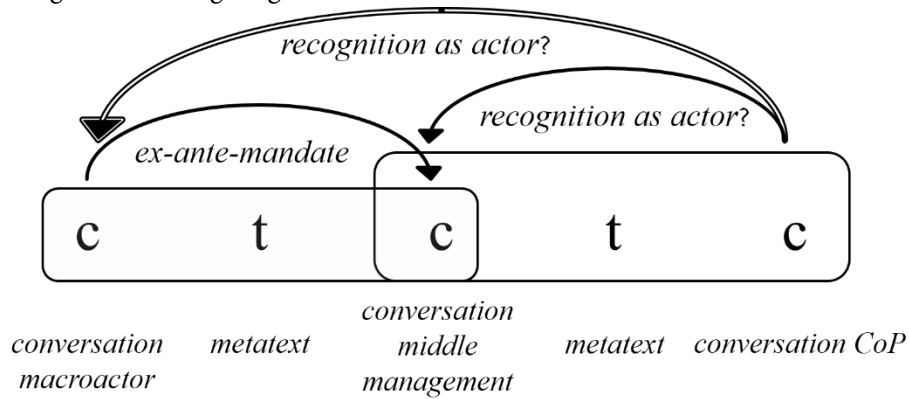 recognition as actor?
recognition as actor?
ex-ante-mandate
c t c t c
conversation macroactor
metatext
conversation middle management
metatext
conversation CoP